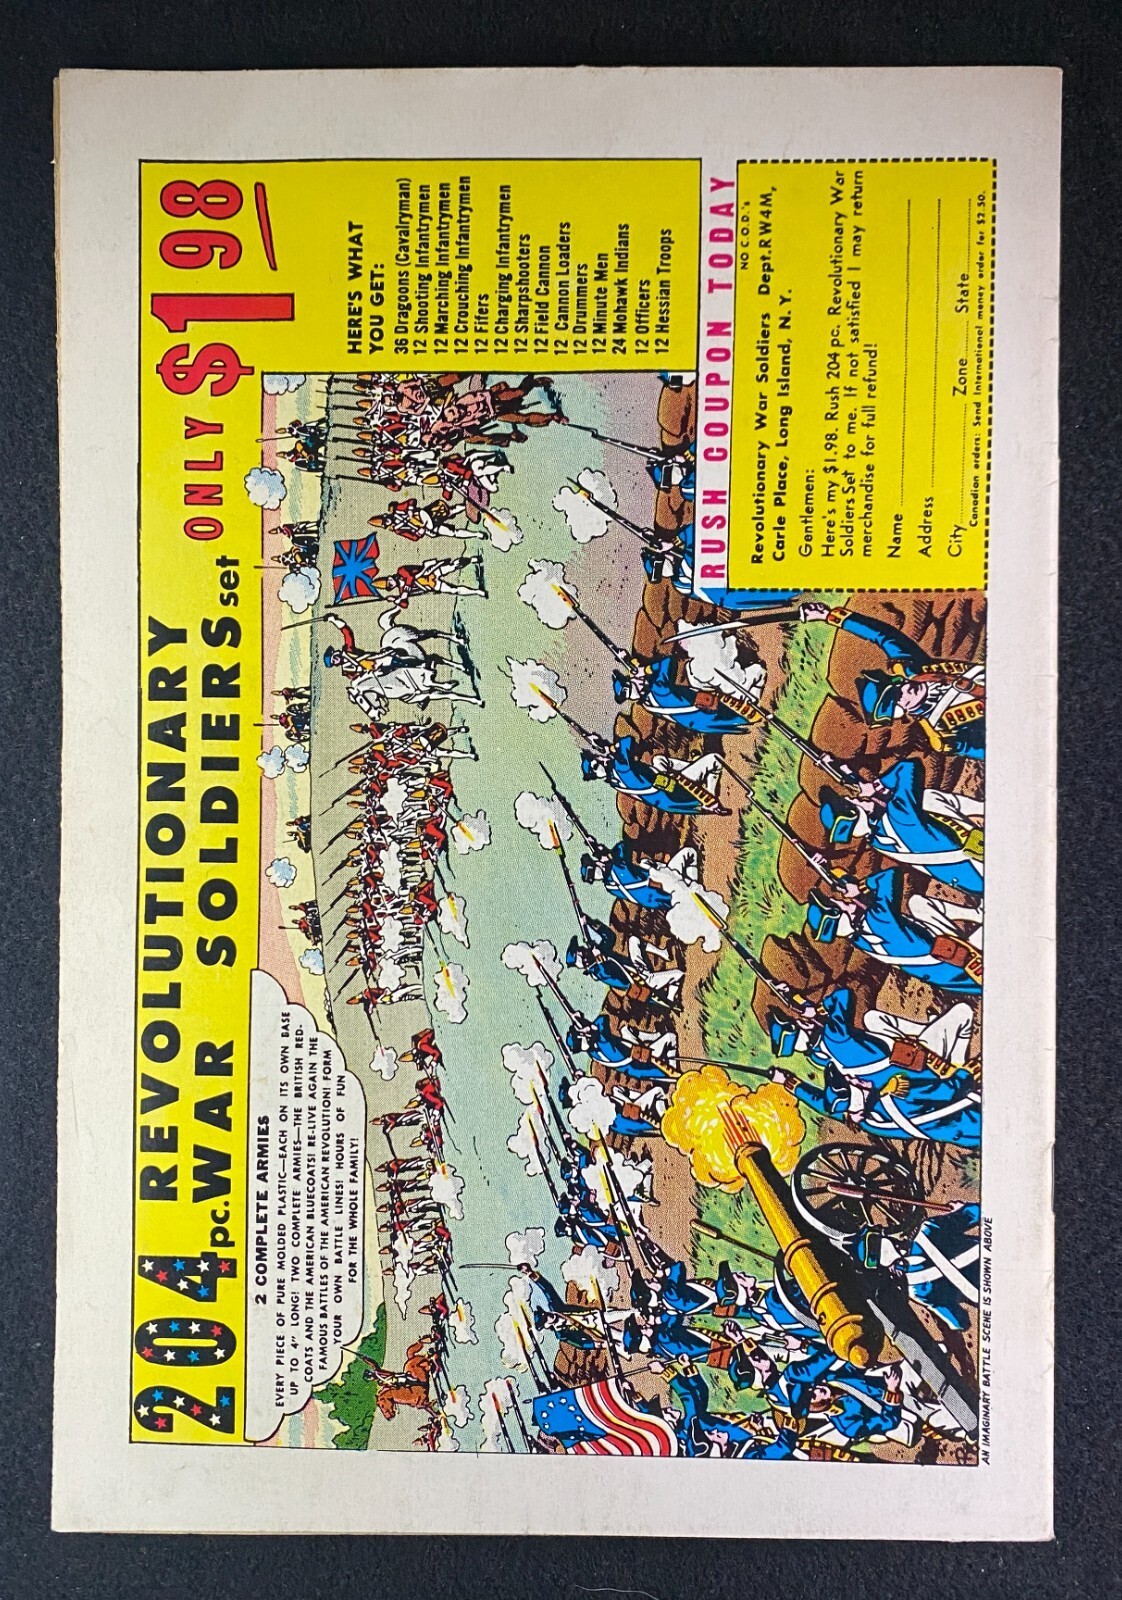 204 REVOLUTIONARY
pc. WAR SOLDIERS set ONLY $1 98
2 COMPLETE ARMIES
EVERY PIECE OF PURE MOLDED PLASTIC—EACH ON ITS OWN BASE
UP TO 4" LONG! TWO COMPLETE ARMIES—THE BRITISH RED-
COATS AND THE AMERICAN BLUECOATS! RE-LIVE AGAIN THE
FAMOUS BATTLES OF THE AMERICAN REVOLUTION! FORM
YOUR OWN BATTLE LINES! HOURS OF FUN
FOR THE WHOLE FAMILY!
HERE'S WHAT
YOU GET:
36 Dragoons (Cavalryman)
12 Shooting Infantrymen
12 Marching Infantrymen
12 Crouching Infantrymen
12 Fifers
12 Charging Infantrymen
12 Sharpshooters
12 Field Cannon
12 Cannon Loaders
12 Drummers
12 Minute Men
24 Mohawk Indians
12 Officers
12 Hessian Troops
RUSH COUPON TODAY
NO C.O.D.'s
Revolutionary War Soldiers Dept.RW4M,
Carle Place, Long Island, N. Y.
Gentlemen:
Here's my $1.98. Rush 204 pc. Revolutionary War
Soldiers Set to me. If not satisfied I may return
merchandise for full refund!
Name
Address
City Zone State
Canadian orders: Send International money order for $2.50.
AN IMAGINARY BATTLE SCENE IS SHOWN ABOVE